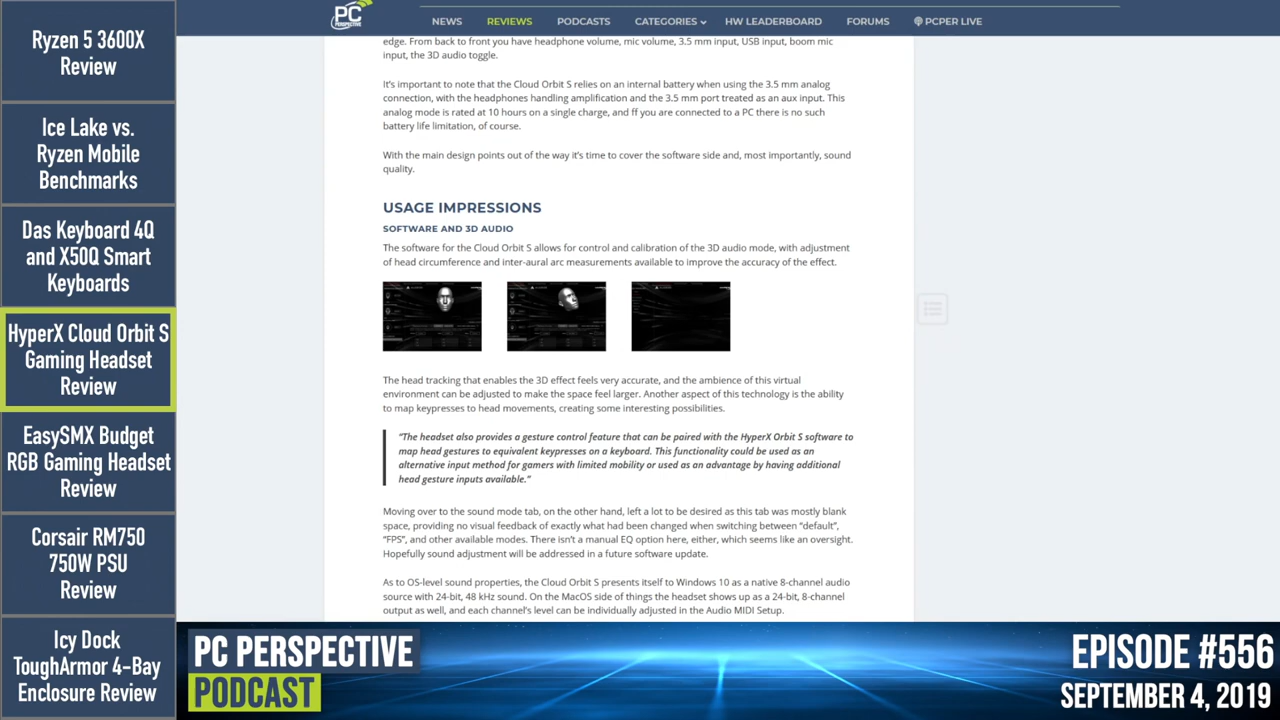 Ryzen 5 3600X
Review
Ice Lake vs.
Ryzen Mobile
Benchmarks
Das Keyboard 4Q
and X50Q Smart
Keyboards
HyperX Cloud Orbit S
Gaming Headset
Review
EasySMX Budget
RGB Gaming Headset
Review
Corsair RM750
750W PSU
Review
Icy Dock
ToughArmor 4-Bay
Enclosure Review
PC
PERSPECTIVE
NEWS REVIEWS PODCASTS CATEGORIES HW LEADERBOARD FORUMS PCPER LIVE
edge. From back to front you have headphone volume, mic volume, 3.5 mm input, USB input, boom mic
input, the 3D audio toggle.
It's important to note that the Cloud Orbit S relies on an internal battery when using the 3.5 mm analog
connection, with the headphones handling amplification and the 3.5 mm port treated as an aux input. This
analog mode is rated at 10 hours on a single charge, and ff you are connected to a PC there is no such
battery life limitation, of course.
With the main design points out of the way it's time to cover the software side and, most importantly, sound
quality.
USAGE IMPRESSIONS
SOFTWARE AND 3D AUDIO
The software for the Cloud Orbit S allows for control and calibration of the 3D audio mode, with adjustment
of head circumference and inter-aural arc measurements available to improve the accuracy of the effect.
The head tracking that enables the 3D effect feels very accurate, and the ambience of this virtual
environment can be adjusted to make the space feel larger. Another aspect of this technology is the ability
to map keypresses to head movements, creating some interesting possibilities.
"The headset also provides a gesture control feature that can be paired with the HyperX Orbit S software to
map head gestures to equivalent keypresses on a keyboard. This functionality could be used as an
alternative input method for gamers with limited mobility or used as an advantage by having additional
head gesture inputs available."
Moving over to the sound mode tab, on the other hand, left a lot to be desired as this tab was mostly blank
space, providing no visual feedback of exactly what had been changed when switching between "default",
"FPS", and other available modes. There isn't a manual EQ option here, either, which seems like an oversight.
Hopefully sound adjustment will be addressed in a future software update.
As to OS-level sound properties, the Cloud Orbit S presents itself to Windows 10 as a native 8-channel audio
source with 24-bit, 48 kHz sound. On the MacOS side of things the headset shows up as a 24-bit, 8-channel
output as well, and each channel's level can be individually adjusted in the Audio MIDI Setup.
PC PERSPECTIVE
PODCAST
EPISODE #556
SEPTEMBER 4, 2019